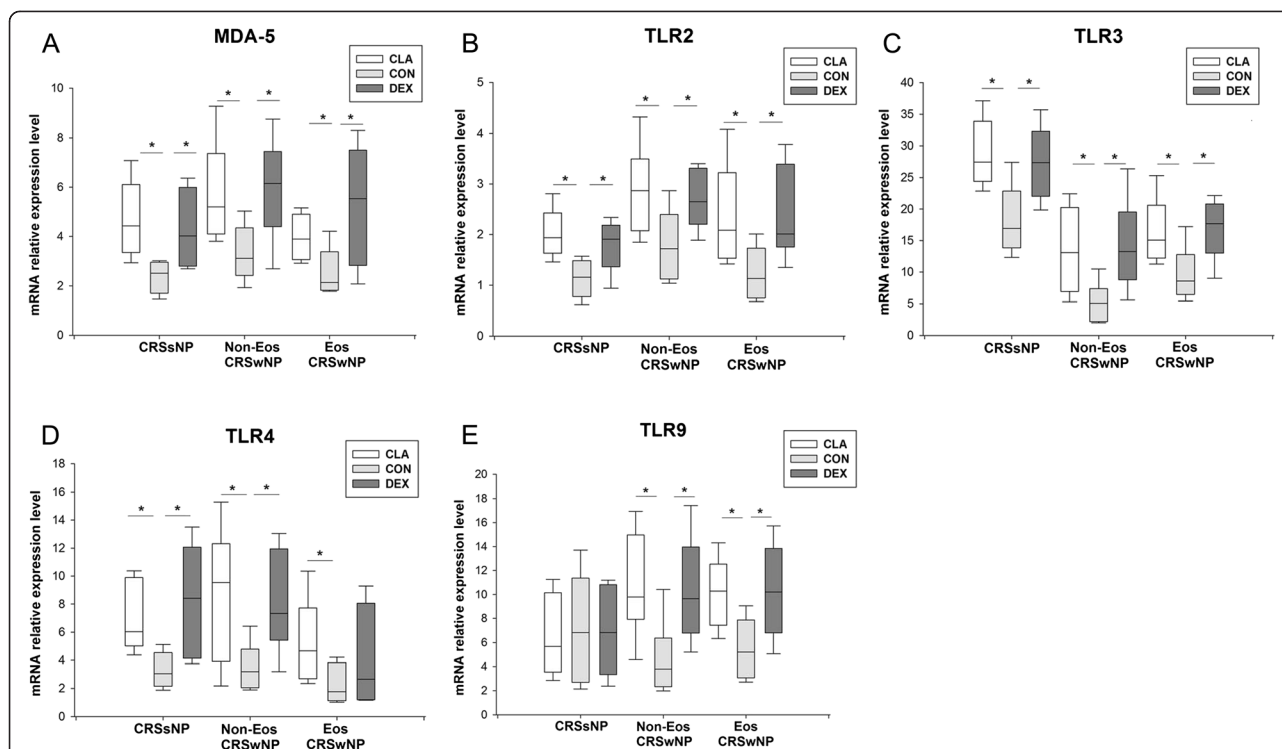 A
MDA-5
CLA
CON
DEX
mRNA relative expression level
10
8
6
4
2
0
* * * * * *
CRSsNP
Non-Eos
CRSwNP
Eos
CRSwNP
B
TLR2
CLA
CON
DEX
mRNA relative expression level
5
4
3
2
1
0
* * * * * *
CRSsNP
Non-Eos
CRSwNP
Eos
CRSwNP
C
TLR3
CLA
CON
DEX
mRNA relative expression level
40
35
30
25
20
15
10
5
0
* * * * * *
CRSsNP
Non-Eos
CRSwNP
Eos
CRSwNP
D
TLR4
CLA
CON
DEX
mRNA relative expression level
18
16
14
12
10
8
6
4
2
0
* * * * *
CRSsNP
Non-Eos
CRSwNP
Eos
CRSwNP
E
TLR9
CLA
CON
DEX
mRNA relative expression level
20
18
16
14
12
10
8
6
4
2
0
* * * *
CRSsNP
Non-Eos
CRSwNP
Eos
CRSwNP